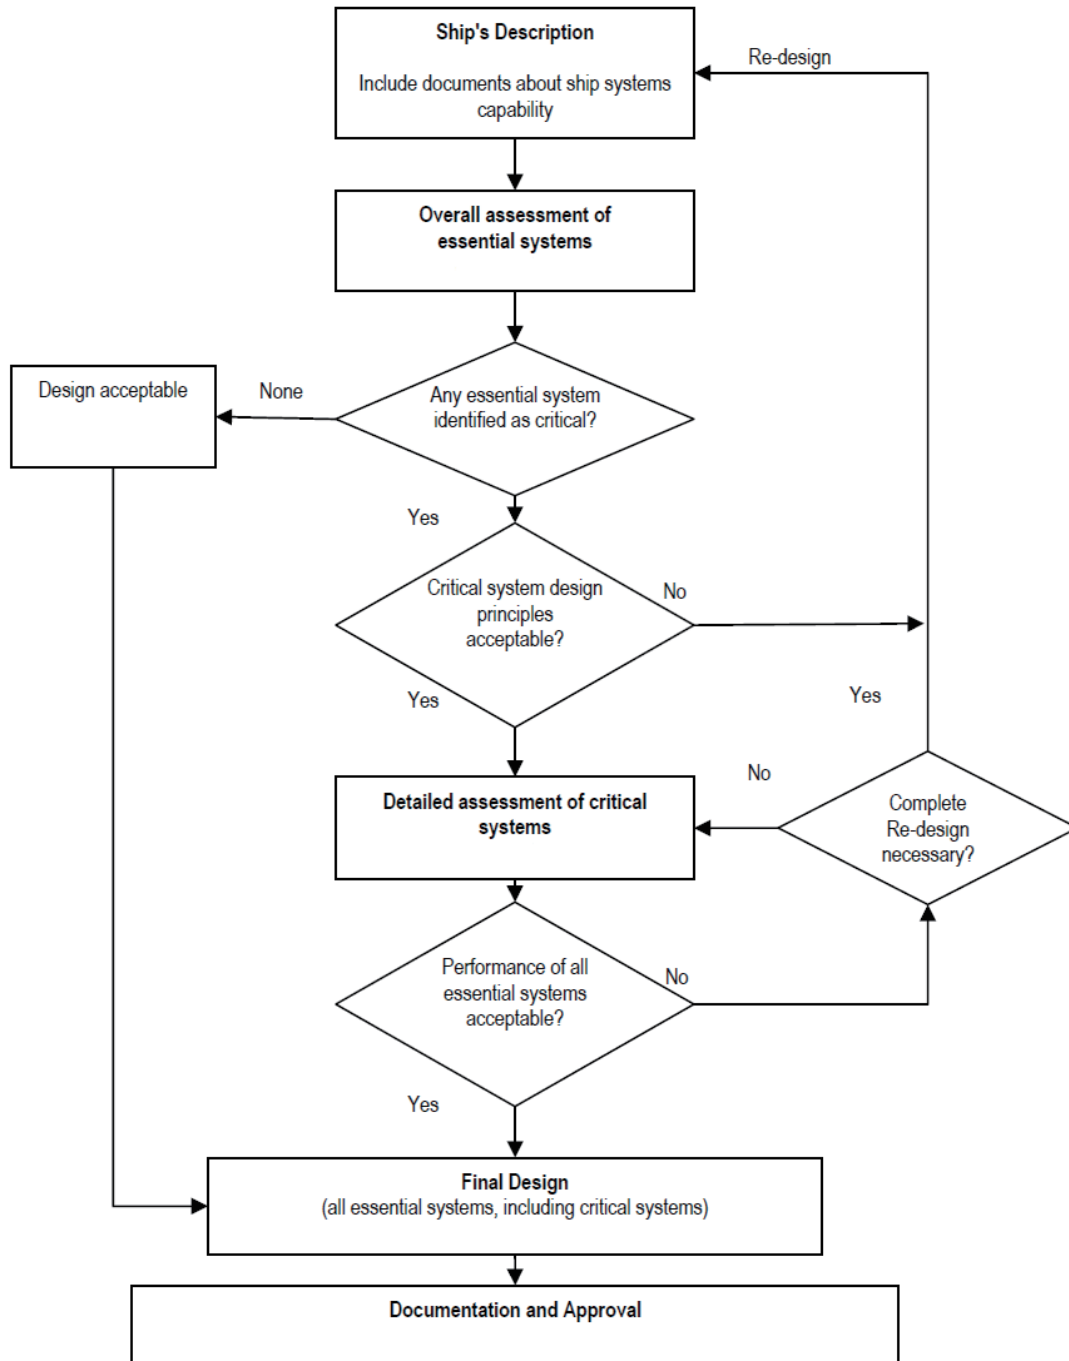 Ship's Description
Re-design
Include documents about ship systems
capability
Overall assessment of
essential systems
Design acceptable
None
Any essential system
identified as critical?
Yes
Critical system design
principles
acceptable?
No
Yes
Yes
No
Detailed assessment of critical
systems
Complete
Re-design
necessary?
Performance of all
essential systems
acceptable?
No
Yes
Final Design
(all essential systems, including critical systems)
Documentation and Approval